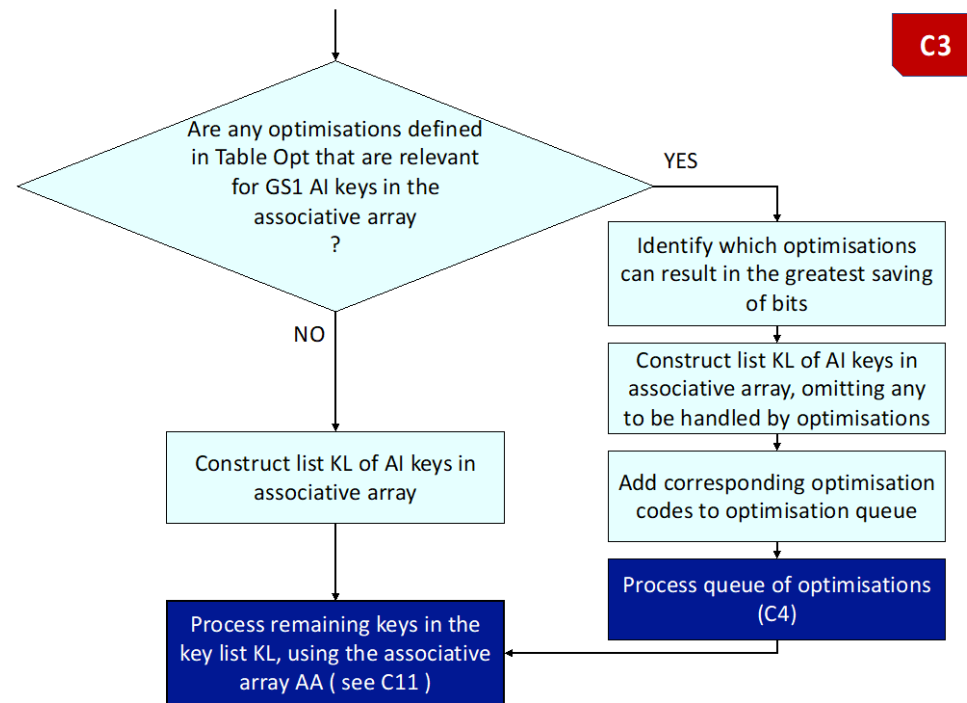 C3
Are any optimisations defined
in Table Opt that are relevant
for GS1 AI keys in the
associative array
?
YES
Identify which optimisations
can result in the greatest saving
of bits
NO
Construct list KL of AI keys in
associative array, omitting any
to be handled by optimisations
Construct list KL of AI keys in
associative array
Add corresponding optimisation
codes to optimisation queue
Process queue of optimisations
(C4)
Process remaining keys in the
key list KL, using the associative
array AA ( see C11 )